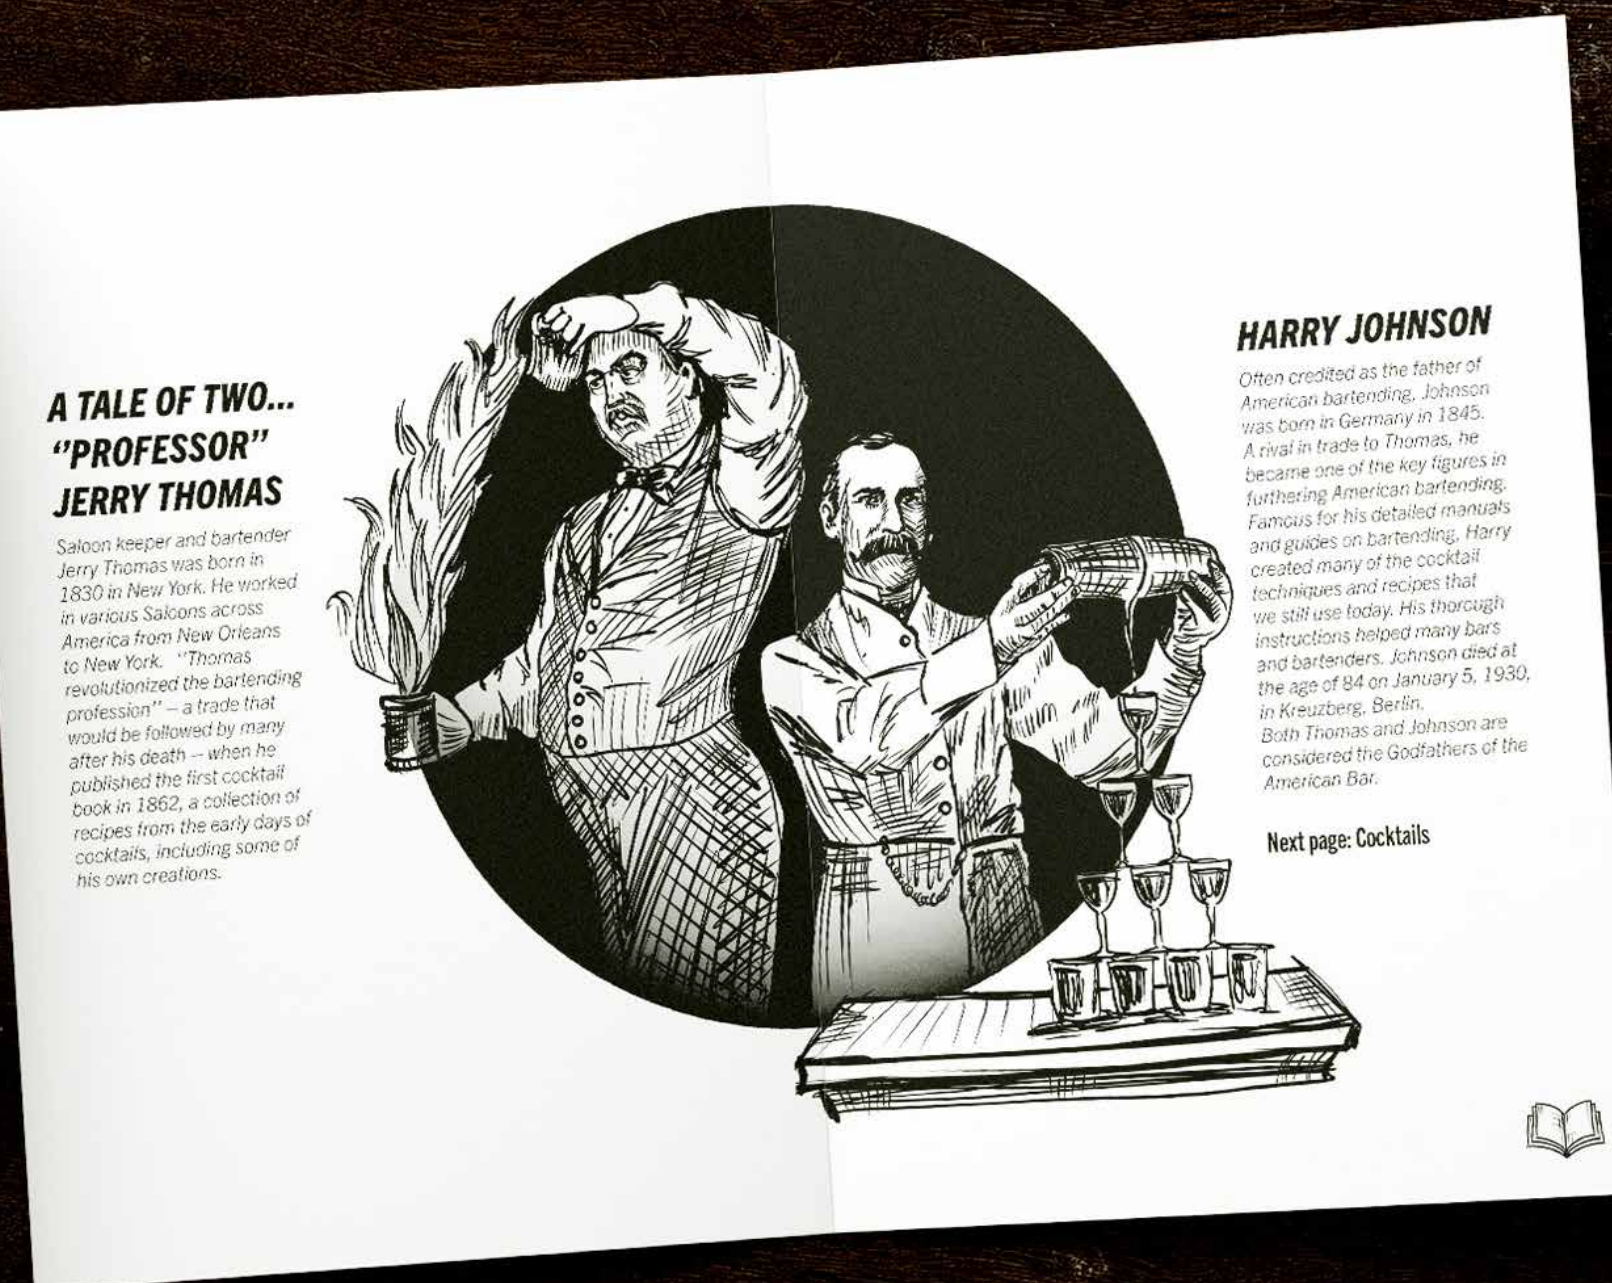 A TALE OF TWO...
‘’PROFESSOR’’
JERRY THOMAS
Saloon keeper and bartender
Jerry Thomas was born in
1830 in New York. He worked
in various Saloons across
America from New Orleans
to New York. ‘’Thomas
revolutionized the bartending
profession’’ – a trade that
would be followed by many
after his death – when he
published the first cocktail
book in 1862, a collection of
recipes from the early days of
cocktails, including some of
his own creations.
HARRY JOHNSON
Often credited as the father of
American bartending, Johnson
was born in Germany in 1845.
A rival in trade to Thomas, he
became one of the key figures in
furthering American bartending.
Famous for his detailed manuals
and guides on bartending, Harry
created many of the cocktail
techniques and recipes that
we still use today. His thorough
instructions helped many bars
and bartenders. Johnson died at
the age of 84 on January 5, 1930,
in Kreuzberg, Berlin.
Both Thomas and Johnson are
considered the Godfathers of the
American Bar.
Next page: Cocktails